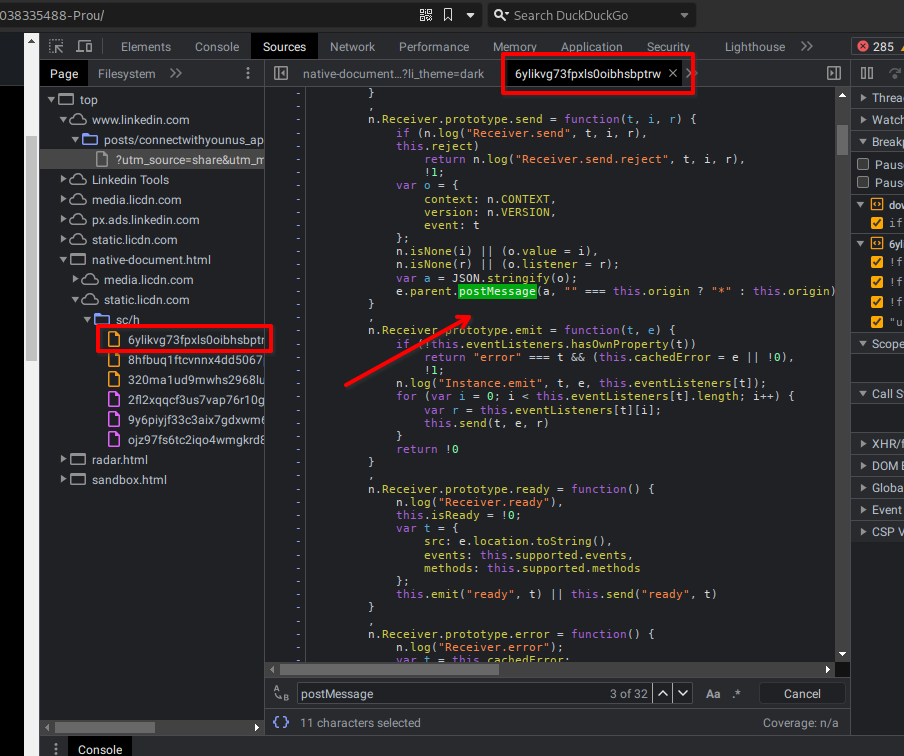 038335488-Prou/
Search DuckDuckGo
Elements Console Sources Network Performance Memory Application Security Lighthouse 285
Page Filesystem
native-document...?li_theme=dark 6ylikvg73fpxls0oibhsbptrw
top
www.linkedin.com
posts/connectwithyounus_ap
?utm_source=share&utm_m
Linkedin Tools
media.licdn.com
px.ads.linkedin.com
static.licdn.com
native-document.html
media.licdn.com
static.licdn.com
sc/h
6ylikvg73fpxls0oibhsbptr
8hfbuq1ftcvnnx4dd5067
320ma1ud9mwhs2968lu
2fl2xqqcf3us7vap76r10g
9y6piyjf33c3aix7gdxwm6
ojz97fs6tc2iqo4wmgkrd8
radar.html
sandbox.html
}
,
n.Receiver.prototype.send = function(t, i, r) {
if (n.log("Receiver.send", t, i, r),
this.reject)
return n.log("Receiver.send.reject", t, i, r),
!1;
var o = {
context: n.CONTEXT,
version: n.VERSION,
event: t
};
n.isNone(i) || (o.value = i),
n.isNone(r) || (o.listener = r);
var a = JSON.stringify(o);
e.parent.postMessage(a, "" === this.origin ? "*" : this.origin)
}
,
n.Receiver.prototype.emit = function(t, e) {
if (!this.eventListeners.hasOwnProperty(t))
return "error" === t && (this.cachedError = e || !0),
!1;
n.log("Instance.emit", t, e, this.eventListeners[t]);
for (var i = 0; i < this.eventListeners[t].length; i++) {
var r = this.eventListeners[t][i];
this.send(t, e, r)
}
return !0
}
,
n.Receiver.prototype.ready = function() {
n.log("Receiver.ready"),
this.isReady = !0;
var t = {
src: e.location.toString(),
events: this.supported.events,
methods: this.supported.methods
};
this.emit("ready", t) || this.send("ready", t)
}
,
n.Receiver.prototype.error = function() {
n.log("Receiver.error");
var t = this.cachedError;
Threa
Watch
Breakp
Paus
Paus
dow
if
6yl
!f
!f
!f
"u
Scope
Call St
XHR/f
DOM B
Globa
Event
CSP V
postMessage 3 of 32 Aa .* Cancel
{} 11 characters selected Coverage: n/a
Console